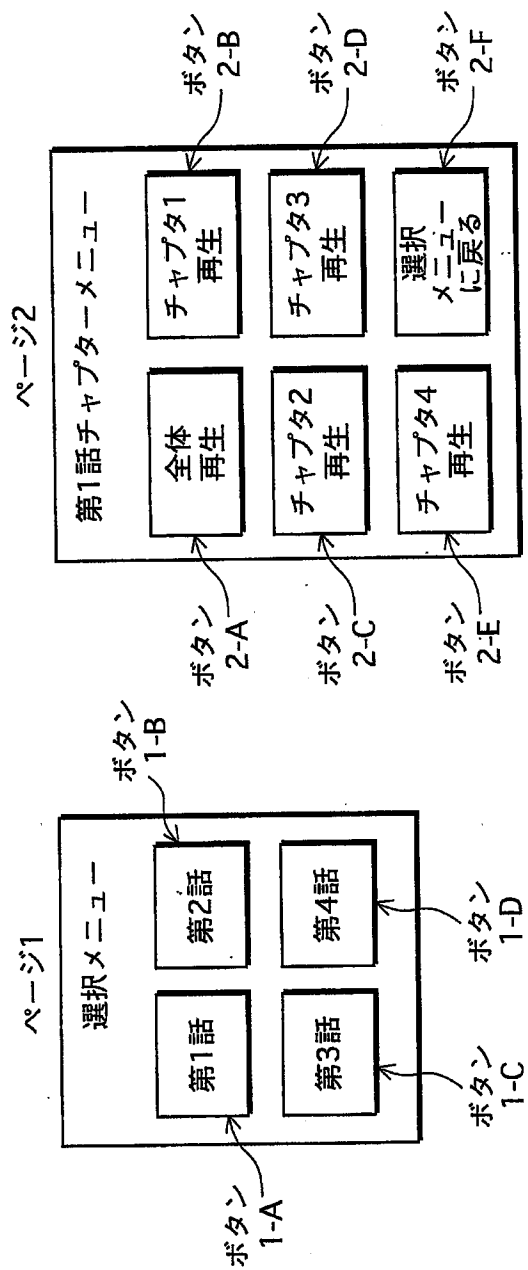 ページ1
選択メニュー
第1話
第2話
第3話
第4話
ボタン
1-A
ボタン
1-B
ボタン
1-C
ボタン
1-D
ページ2
第1話チャプターメニュー
全体
再生
チャプタ1
再生
チャプタ2
再生
チャプタ3
再生
チャプタ4
再生
選択
メニュー
に戻る
ボタン
2-A
ボタン
2-B
ボタン
2-C
ボタン
2-D
ボタン
2-E
ボタン
2-F